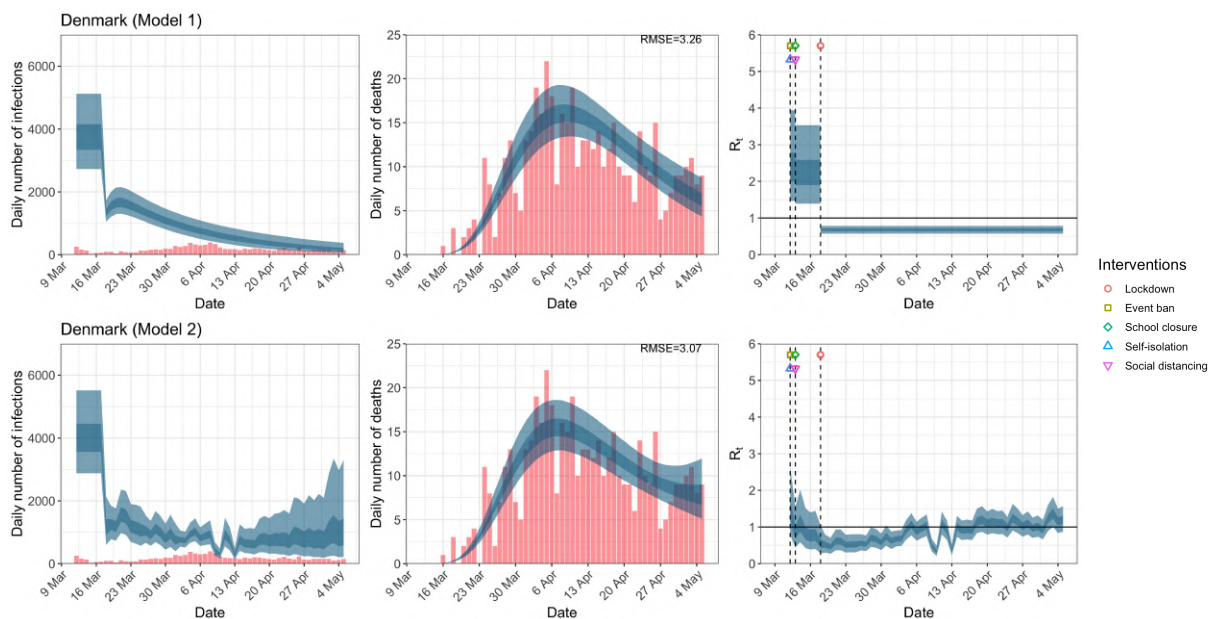 Denmark (Model 1)
Daily number of infections
6000
4000
2000
0
9 Mar
16 Mar
23 Mar
30 Mar
6 Apr
13 Apr
20 Apr
27 Apr
4 May
Date
Daily number of deaths
25
20
15
10
5
0
RMSE=3.26
9 Mar
16 Mar
23 Mar
30 Mar
6 Apr
13 Apr
20 Apr
27 Apr
4 May
Date
Rt
6
5
4
3
2
1
0
9 Mar
16 Mar
23 Mar
30 Mar
6 Apr
13 Apr
20 Apr
27 Apr
4 May
Date
Interventions
Lockdown
Event ban
School closure
Self-isolation
Social distancing
Denmark (Model 2)
Daily number of infections
6000
4000
2000
0
9 Mar
16 Mar
23 Mar
30 Mar
6 Apr
13 Apr
20 Apr
27 Apr
4 May
Date
Daily number of deaths
25
20
15
10
5
0
RMSE=3.07
9 Mar
16 Mar
23 Mar
30 Mar
6 Apr
13 Apr
20 Apr
27 Apr
4 May
Date
Rt
6
5
4
3
2
1
0
9 Mar
16 Mar
23 Mar
30 Mar
6 Apr
13 Apr
20 Apr
27 Apr
4 May
Date